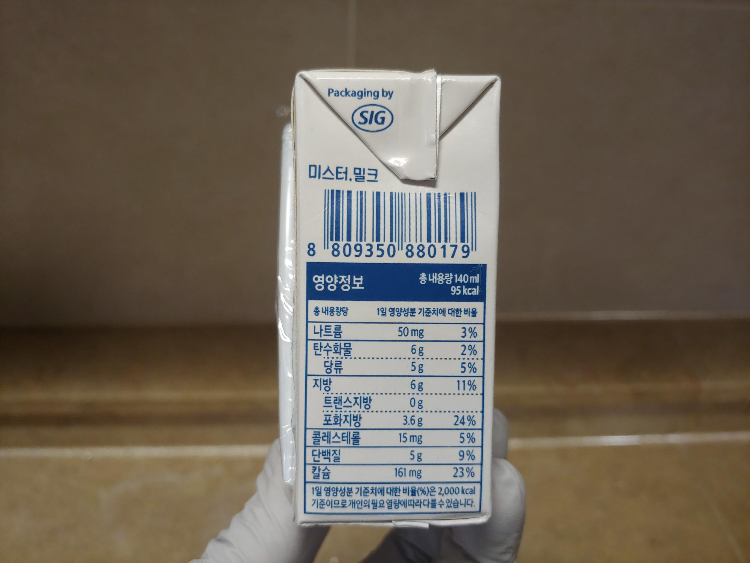 Packaging by
SIG
미스터.밀크
8 809350 880179
영양정보 총 내용량 140 ml
95 kcal
총 내용량당 1일 영양성분 기준치에 대한 비율
나트륨 50 mg 3%
탄수화물 6 g 2%
당류 5 g 5%
지방 6 g 11%
트랜스지방 0 g
포화지방 3.6 g 24%
콜레스테롤 15 mg 5%
단백질 5 g 9%
칼슘 161 mg 23%
1일 영양성분 기준치에 대한 비율(%)은 2,000 kcal
기준이므로 개인의 필요 열량에 따라 다를 수 있습니다.